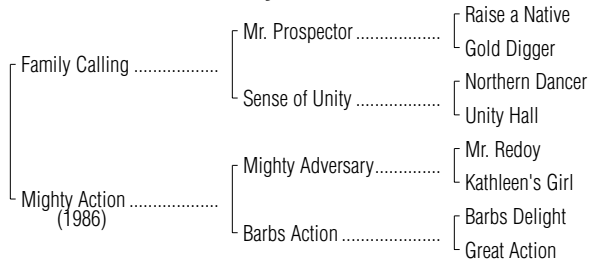 Raise a Native
Mr. Prospector ..................
Gold Digger
Family Calling ..................
Northern Dancer
Sense of Unity ..................
Unity Hall
Mr. Redoy
Mighty Adversary..............
Kathleen's Girl
Mighty Action ...................
(1986)
Barbs Delight
Barbs Action .....................
Great Action